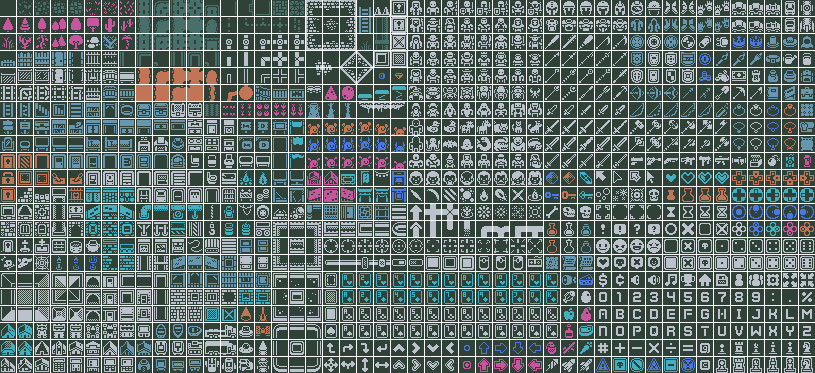 $ ¢
0 1 2 3 4 5 6 7 8 9 : . %
A B C D E F G H I J K L M
N O P Q R S T U V W X Y Z
# + - × ÷ =